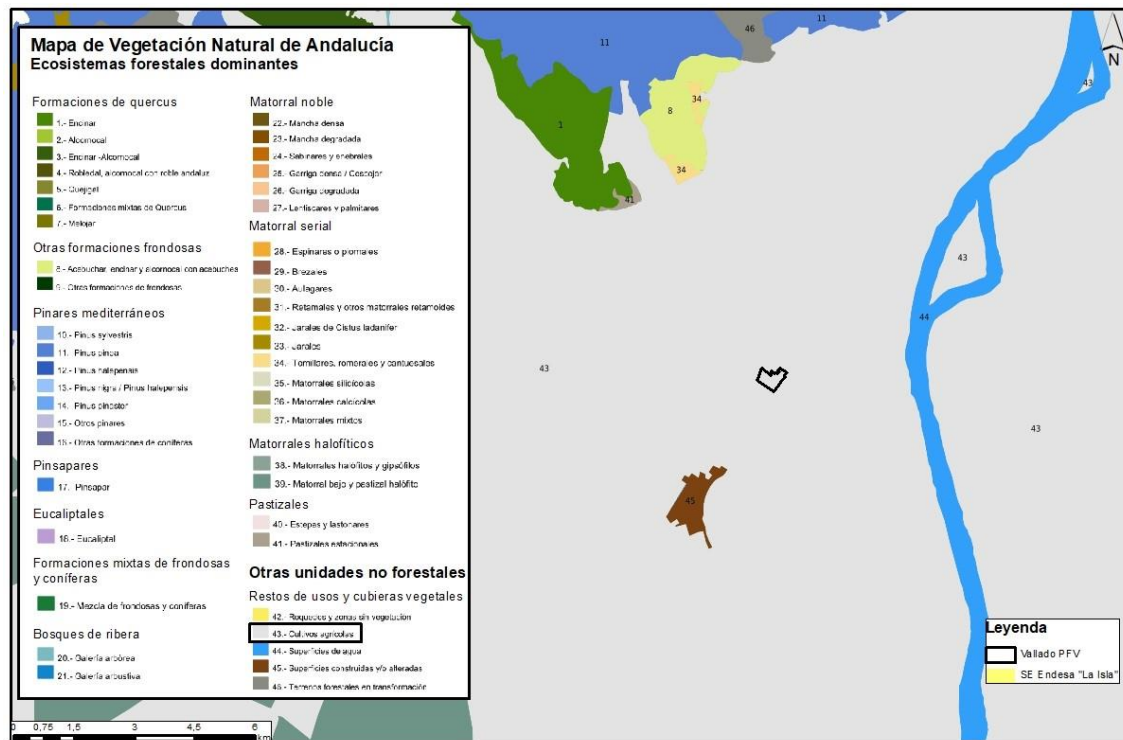 Mapa de Vegetación Natural de Andalucía
Ecosistemas forestales dominantes
Formaciones de quercus
1.- Encinar
2.- Alcornocal
3.- Encinar -Alcornocal
4.- Robledal, alcornocal con roble andaluz
5.- Quejigal
6.- Formaciones mixtas de Quercus
7.- Melojar
Otras formaciones frondosas
8.- Acebuchar, encinar y alcornocal con acebuches
9.- Otras formaciones de frondosas
Pinares mediterráneos
10.- Pinus sylvestris
11.- Pinus pinea
12.- Pinus halepensis
13.- Pinus nigra / Pinus halepensis
14.- Pinus pinaster
15.- Otros pinares
16.- Otras formaciones de coníferas
Pinsapares
17.- Pinsapar
Eucaliptales
18.- Eucaliptal
Formaciones mixtas de frondosas
y coníferas
19.- Mezcla de frondosas y coníferas
Bosques de ribera
20.- Galería arbórea
21.- Galería arbustiva
Matorral noble
22.- Mancha densa
23.- Mancha degradada
24.- Sabinares y enebrales
25.- Garriga densa / Coscojar
26.- Garriga degradada
27.- Lentiscares y palmitares
Matorral serial
28.- Espinares o piornales
29.- Brezales
30.- Aulagares
31.- Retamales y otros matorrales retamoides
32.- Jarales de Cistus ladanifer
33.- Jarales
34.- Tomillares, romerales y cantuesales
35.- Matorrales silicícolas
36.- Matorrales calcícolas
37.- Matorrales mixtos
Matorrales halofíticos
38.- Matorrales halófitos y gipsófilos
39.- Matorral bajo y pastizal halófito
Pastizales
40.- Estepas y lastonares
41.- Pastizales estacionales
Otras unidades no forestales
Restos de usos y cubieras vegetales
42.- Roquedos y zonas sin vegetación
43.- Cultivos agrícolas
44.- Superficies de agua
45.- Superficies construidas y/o alteradas
46.- Terrenos forestales en transformación
11
46
11
N
43
34
8
1
34
41
43
44
43
43
45
Leyenda
Vallado PFV
SE Endesa "La Isla"
0 0,75 1,5 3 4,5 6
km